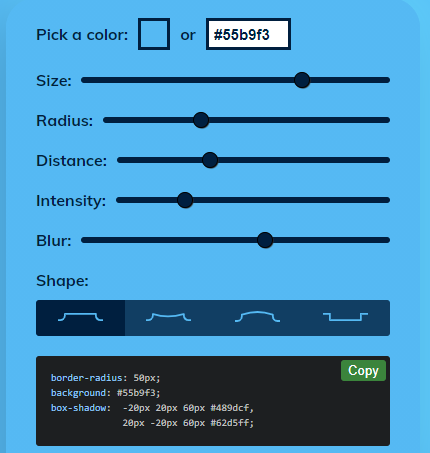 Pick a color: or #55b9f3
Size:
Radius:
Distance:
Intensity:
Blur:
Shape:
Copy
border-radius: 50px;
background: #55b9f3;
box-shadow: -20px 20px 60px #489dcf,
20px -20px 60px #62d5ff;